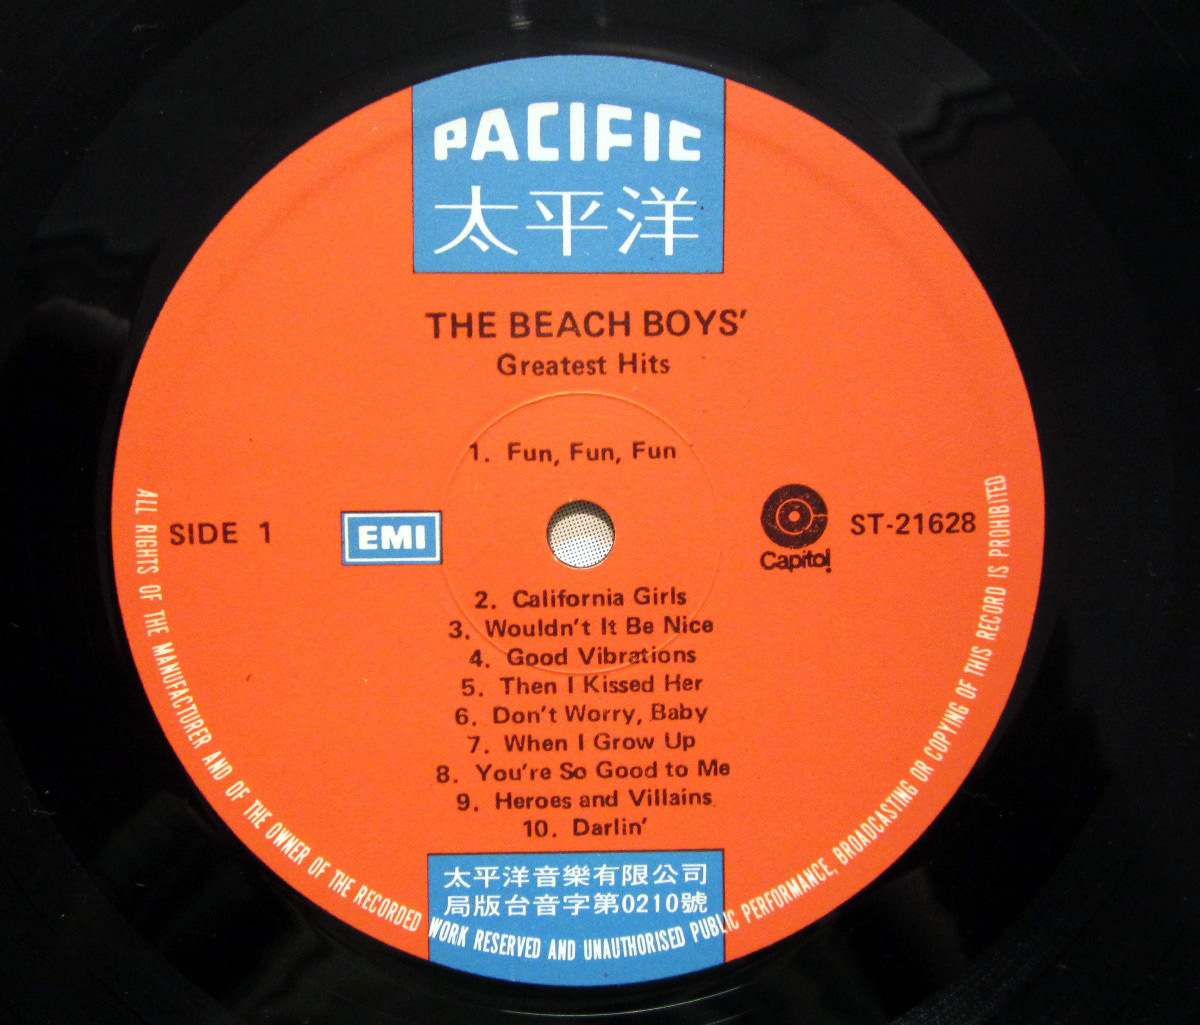 PACIFIC
太平洋
THE BEACH BOYS'
Greatest Hits
1. Fun, Fun, Fun
SIDE 1
EMI
Capitol
ST-21628
2. California Girls
3. Wouldn't It Be Nice
4. Good Vibrations
5. Then I Kissed Her
6. Don't Worry, Baby
7. When I Grow Up
8. You're So Good to Me
9. Heroes and Villains
10. Darlin'
太平洋音樂有限公司
局版台音字第0210號
ALL RIGHTS OF THE MANUFACTURER AND OF THE OWNER OF THE RECORDED WORK RESERVED AND UNAUTHORISED PUBLIC PERFORMANCE, BROADCASTING OR COPYING OF THIS RECORD IS PROHIBITED